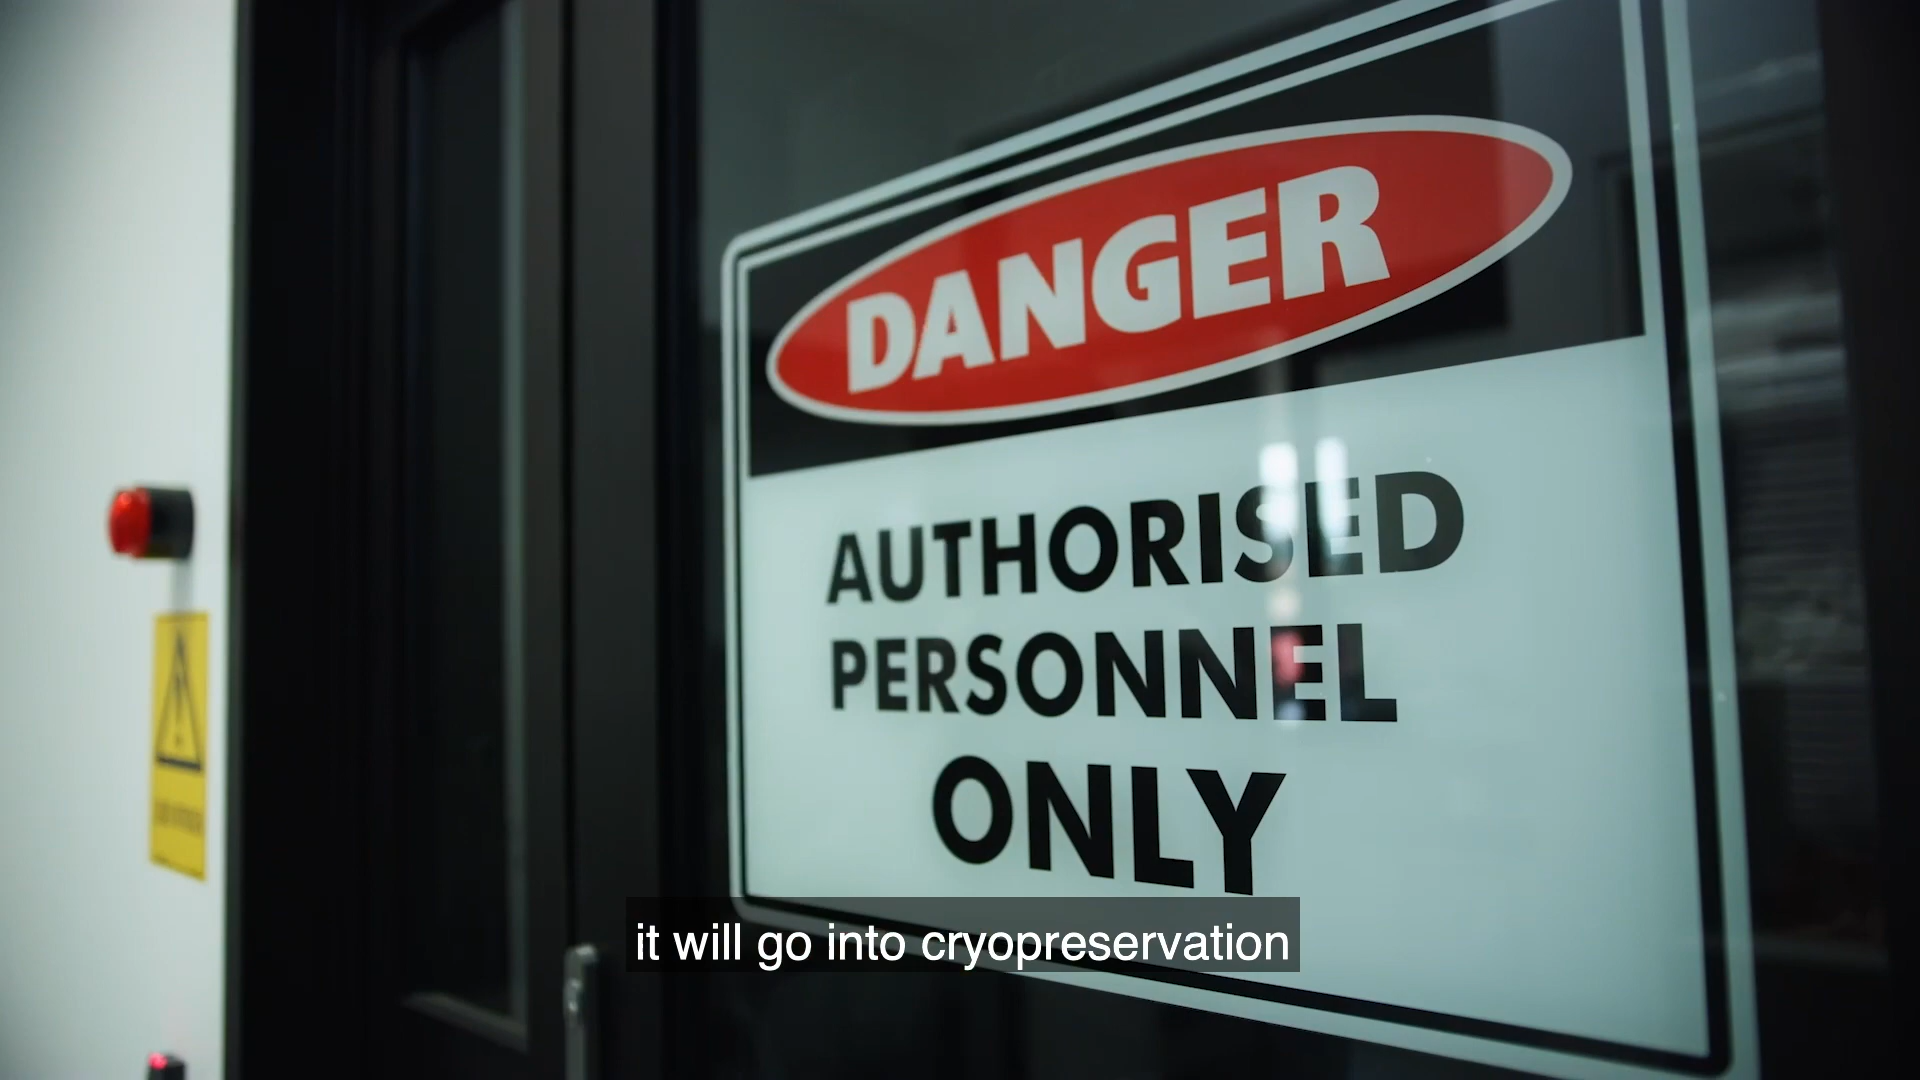 DANGER
AUTHORISED
PERSONNEL
ONLY
it will go into cryopreservation